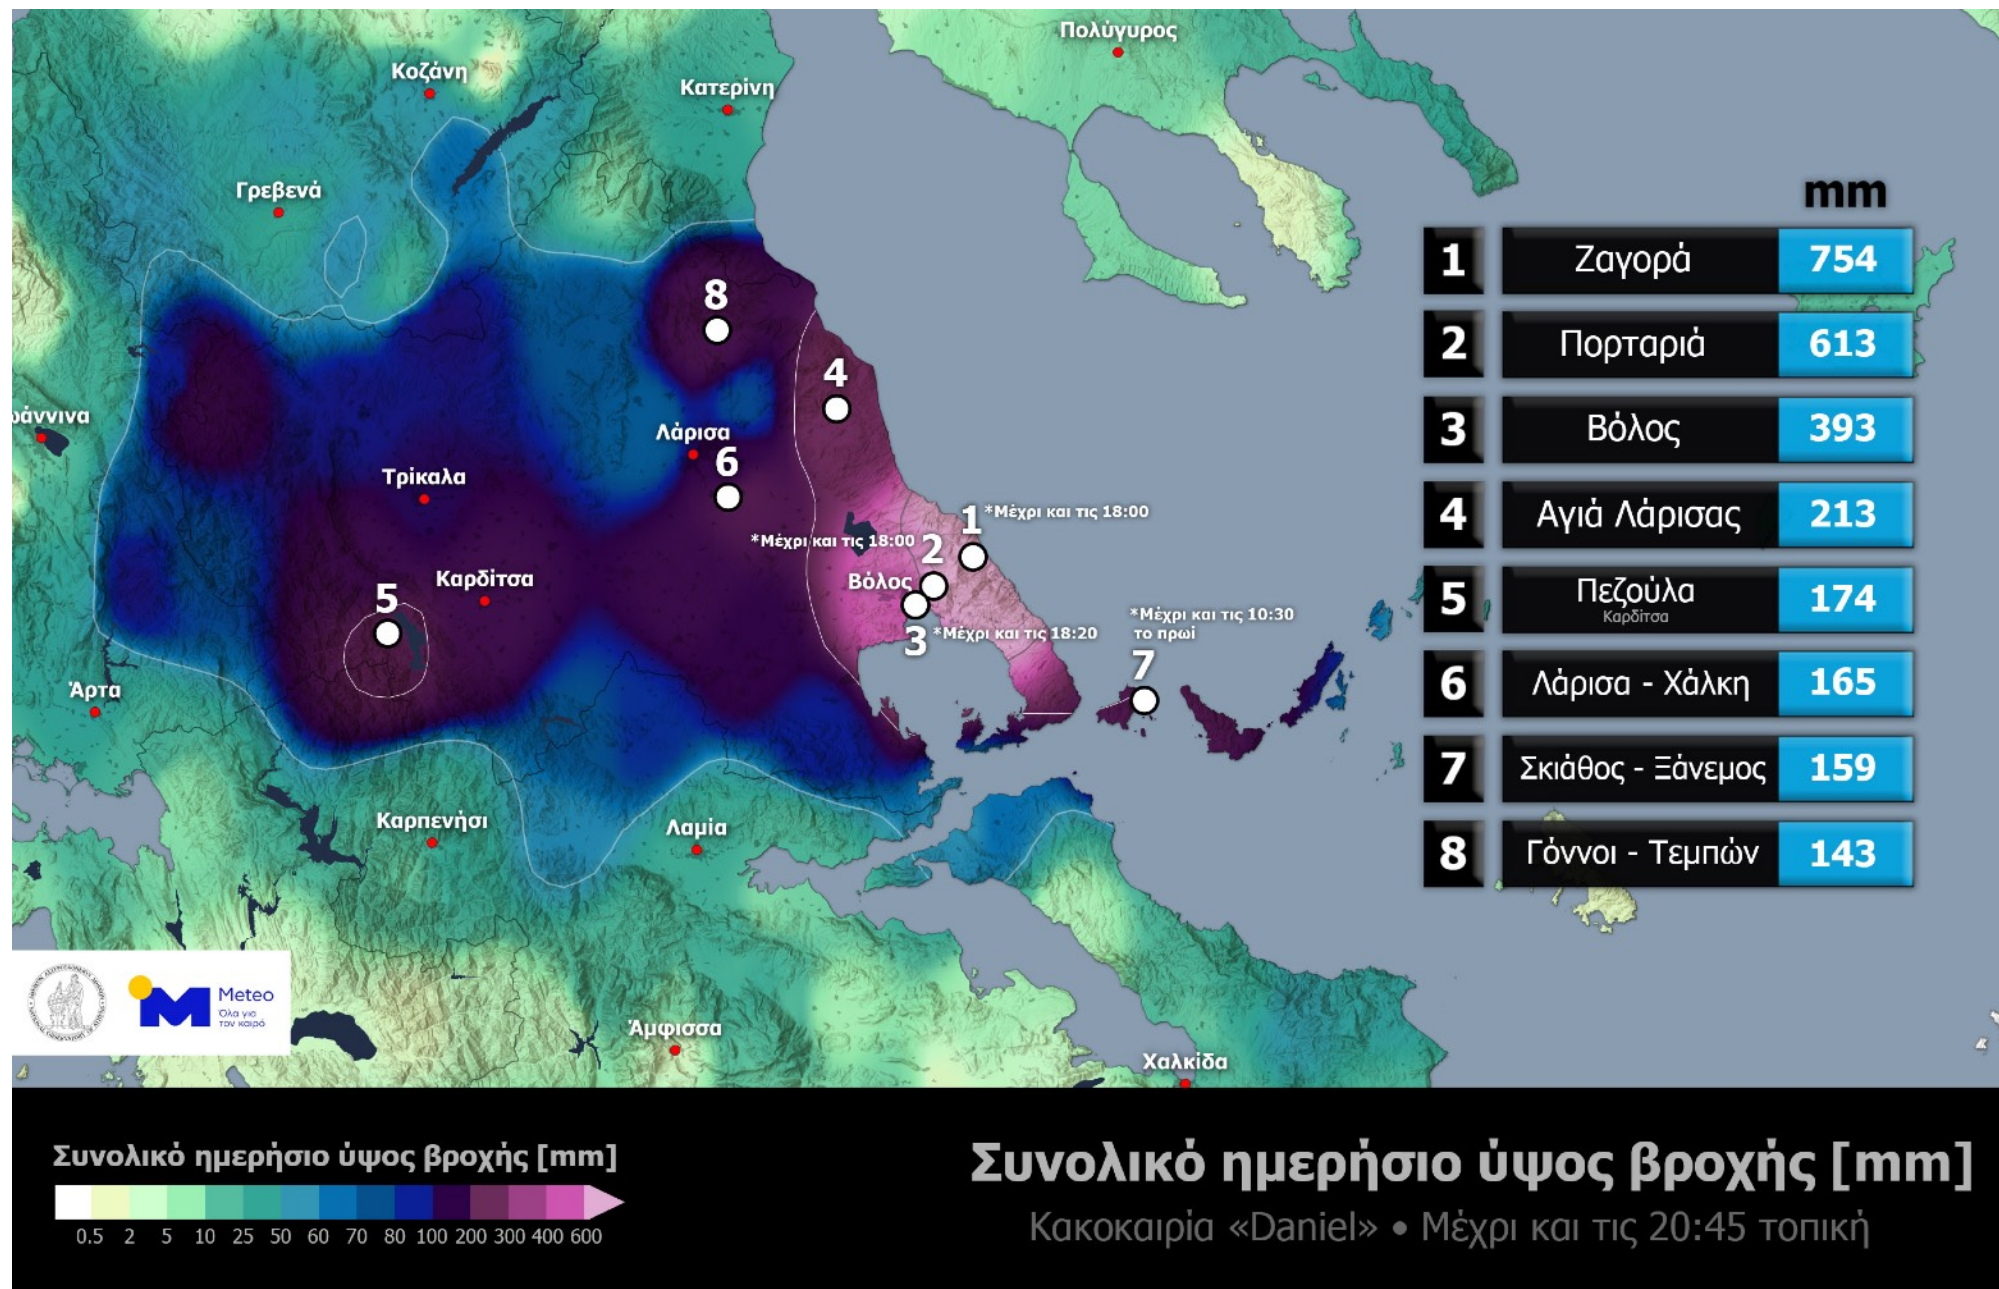 Πολύγυρος
Κοζάνη
Κατερίνη
Γρεβενά
mm
1 Ζαγορά 754
8
2 Πορταριά 613
4
3 Βόλος 393
ωάννινα
Λάρισα
6
Τρίκαλα
4 Αγιά Λάρισας 213
1 *Μέχρι και τις 18:00
*Μέχρι και τις 18:00 2
Καρδίτσα
Βόλος
5
5 Πεζούλα 174
Καρδίτσα
*Μέχρι και τις 10:30
το πρωί
3 *Μέχρι και τις 18:20
7
6 Λάρισα - Χάλκη 165
Άρτα
7 Σκιάθος - Ξάνεμος 159
Καρπενήσι
Λαμία
8 Γόννοι - Τεμπών 143
Meteo
Όλα για
τον καιρό
Άμφισσα
Χαλκίδα
Συνολικό ημερήσιο ύψος βροχής [mm]
0.5 2 5 10 25 50 60 70 80 100 200 300 400 600
Συνολικό ημερήσιο ύψος βροχής [mm]
Κακοκαιρία «Daniel» • Μέχρι και τις 20:45 τοπική